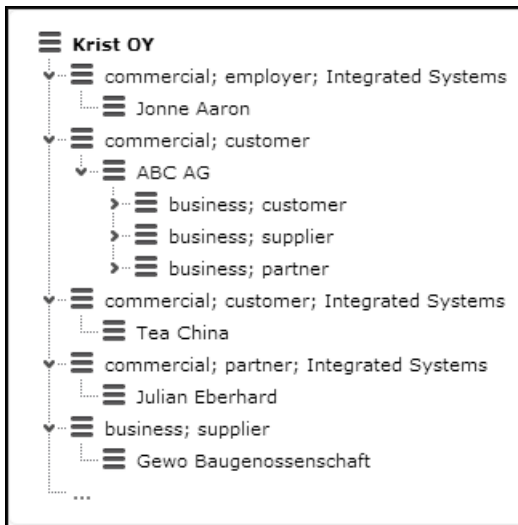 Krist OY
commercial; employer; Integrated Systems
Jonne Aaron
commercial; customer
ABC AG
business; customer
business; supplier
business; partner
commercial; customer; Integrated Systems
Tea China
commercial; partner; Integrated Systems
Julian Eberhard
business; supplier
Gewo Baugenossenschaft
...